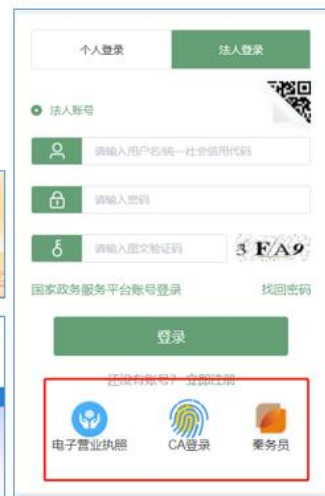 个人登录 法人登录
法人账号
请输入用户名/统一社会信用代码
请输入密码
请输入图文验证码 3 FA9
国家政务服务平台账号登录 找回密码
登录
还没有账号? 立即注册
电子营业执照 CA登录 秦务员